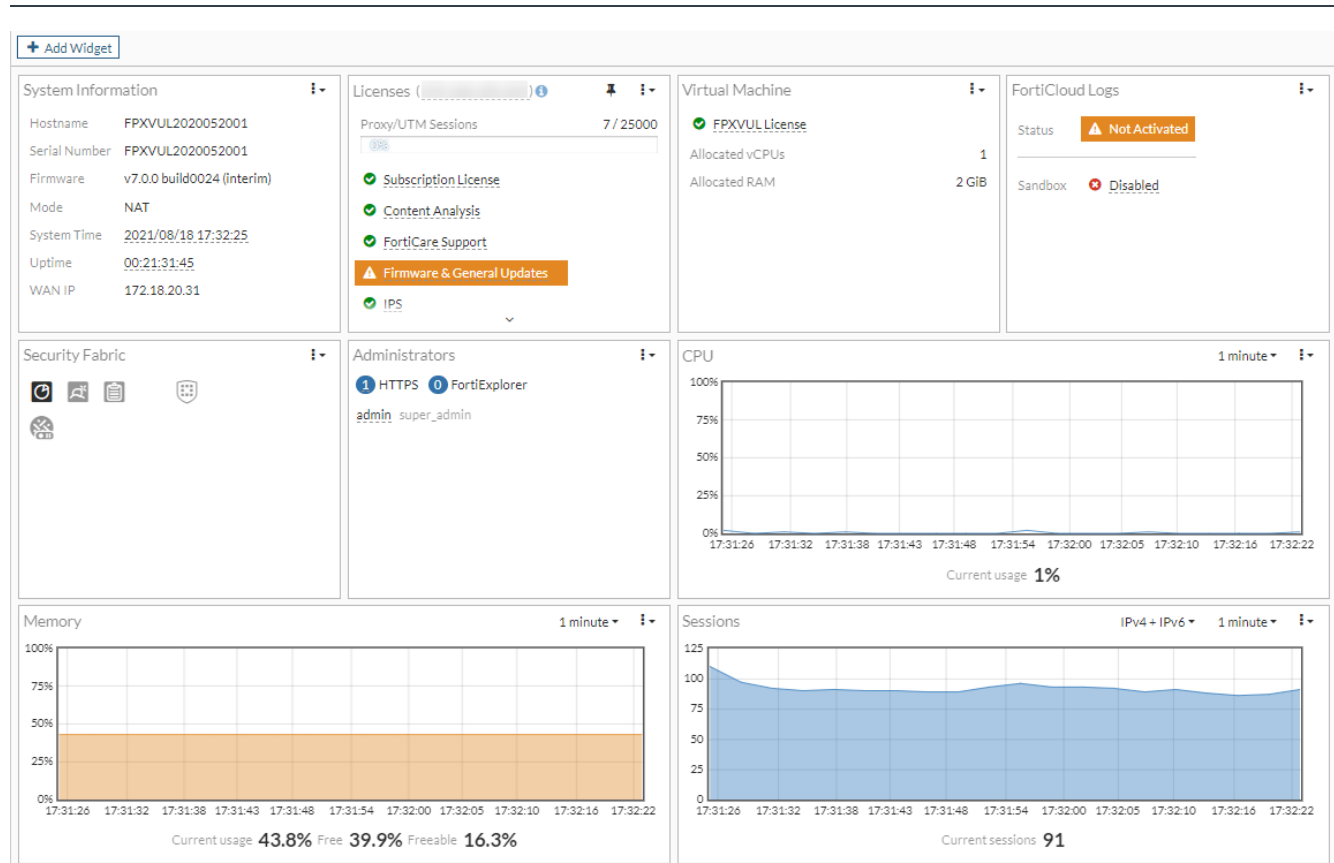 + Add Widget
System Information
Hostname FPXVUL2020052001
Serial Number FPXVUL2020052001
Firmware v7.0.0 build0024 (interim)
Mode NAT
System Time 2021/08/18 17:32:25
Uptime 00:21:31:45
WAN IP 172.18.20.31
Licenses ( )
Proxy/UTM Sessions 7 / 25000
0%
Subscription License
Content Analysis
FortiCare Support
Firmware & General Updates
IPS
Virtual Machine
FPXVUL License
Allocated vCPUs 1
Allocated RAM 2 GiB
FortiCloud Logs
Status Not Activated
Sandbox Disabled
Security Fabric
Administrators
1 HTTPS 0 FortiExplorer
admin super_admin
CPU 1 minute
100%
75%
50%
25%
0%
17:31:26 17:31:32 17:31:38 17:31:43 17:31:48 17:31:54 17:32:00 17:32:05 17:32:10 17:32:16 17:32:22
Current usage 1%
Memory 1 minute
100%
75%
50%
25%
0%
17:31:26 17:31:32 17:31:38 17:31:43 17:31:48 17:31:54 17:32:00 17:32:05 17:32:10 17:32:16 17:32:22
Current usage 43.8% Free 39.9% Freeable 16.3%
Sessions IPv4 + IPv6 1 minute
125
100
75
50
25
0
17:31:26 17:31:32 17:31:38 17:31:43 17:31:48 17:31:54 17:32:00 17:32:05 17:32:10 17:32:16 17:32:22
Current sessions 91